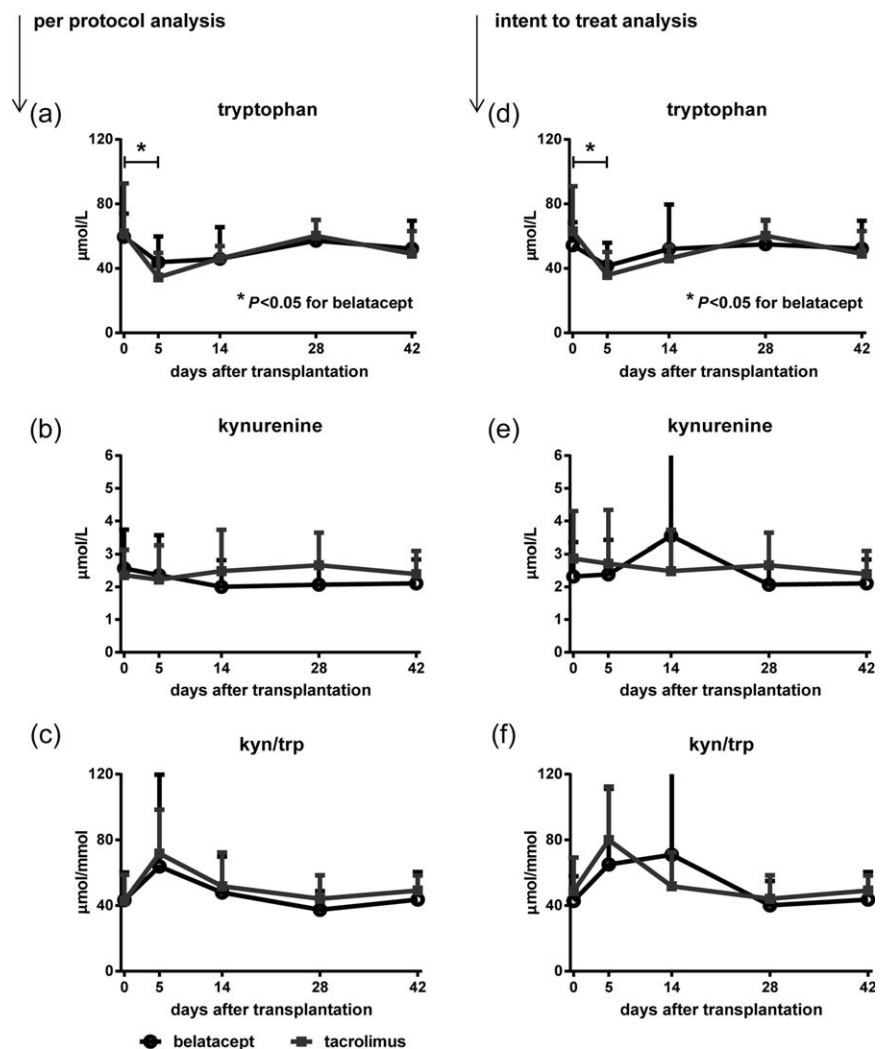 per protocol analysis
intent to treat analysis
(a)
tryptophan
120
80
40
0
µmol/L
*
* P<0.05 for belatacept
0 5 14 28 42
days after transplantation
(d)
tryptophan
120
80
40
0
µmol/L
*
* P<0.05 for belatacept
0 5 14 28 42
days after transplantation
(b)
kynurenine
6
5
4
3
2
1
0
µmol/L
0 5 14 28 42
days after transplantation
(e)
kynurenine
6
5
4
3
2
1
0
µmol/L
0 5 14 28 42
days after transplantation
(c)
kyn/trp
120
80
40
0
µmol/mmol
0 5 14 28 42
days after transplantation
(f)
kyn/trp
120
80
40
0
µmol/mmol
0 5 14 28 42
days after transplantation
belatacept tacrolimus